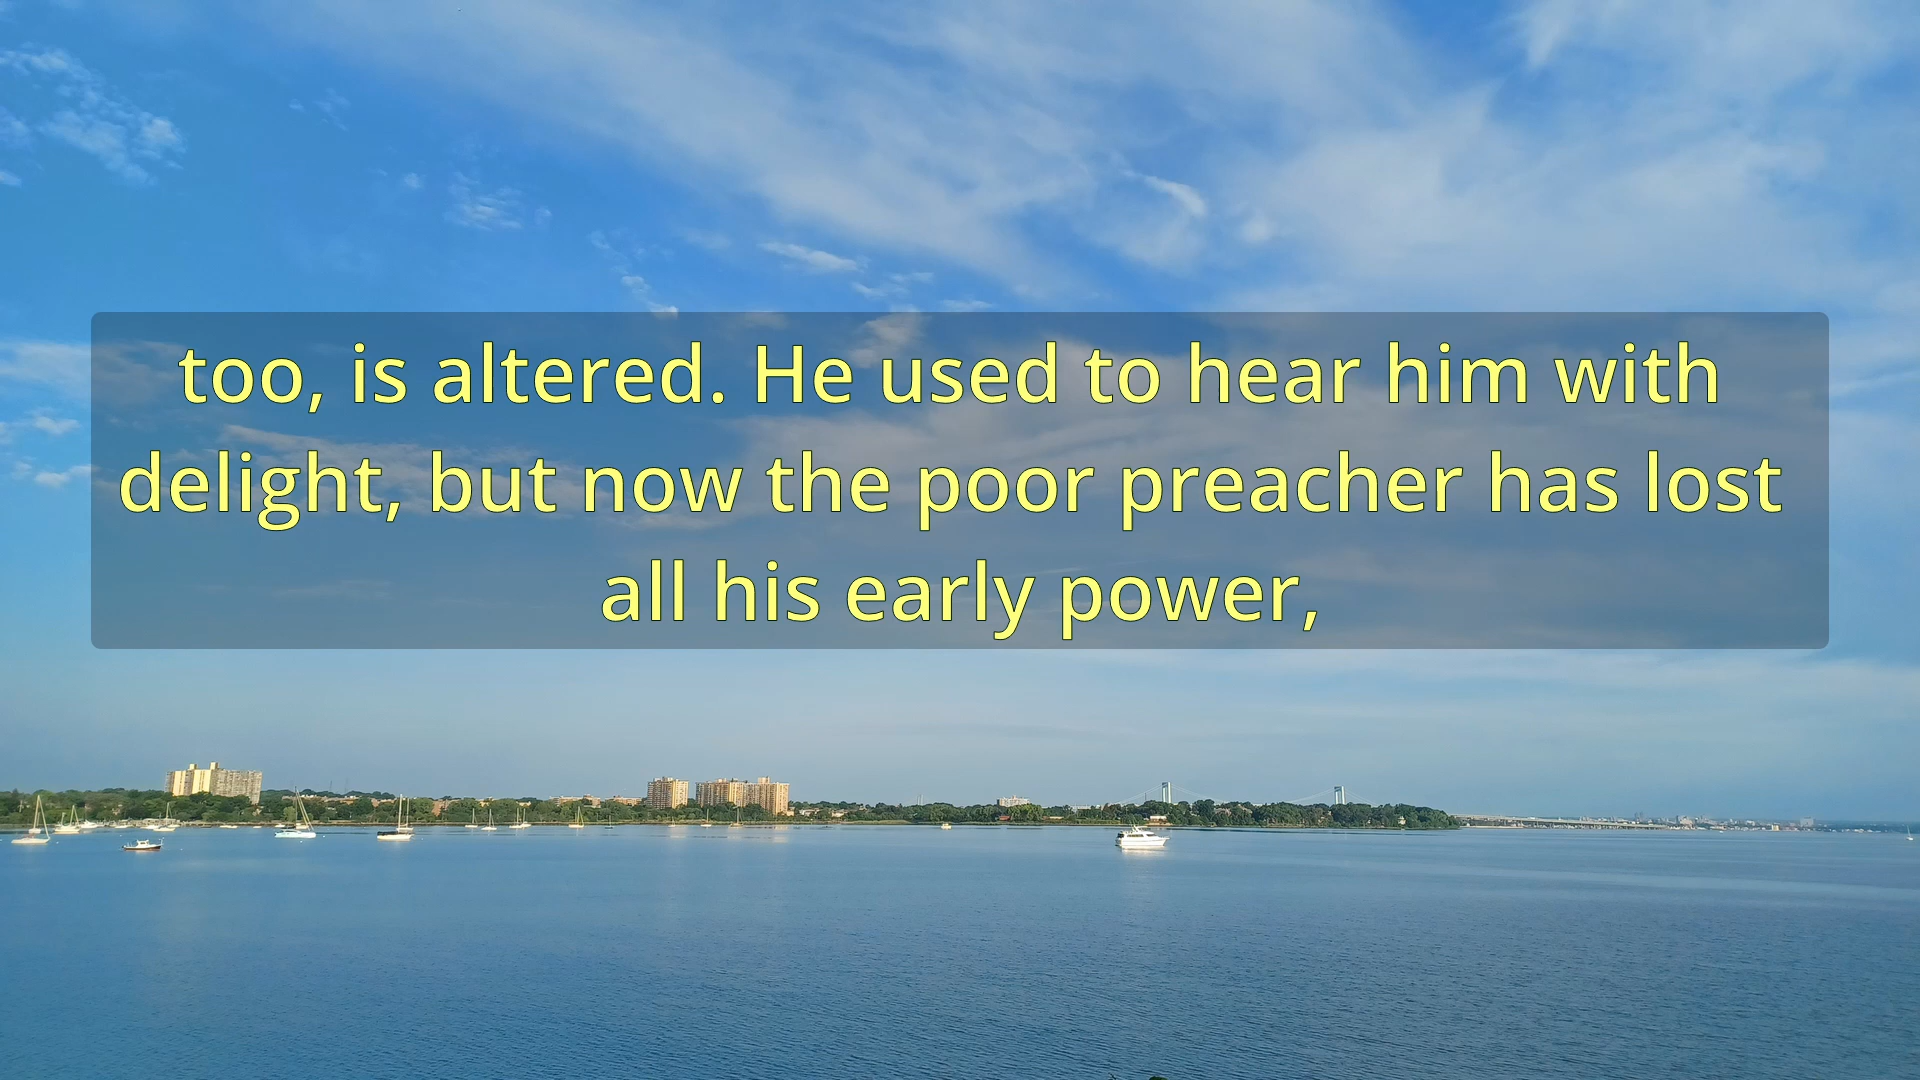 too, is altered. He used to hear him with
delight, but now the poor preacher has lost
all his early power,